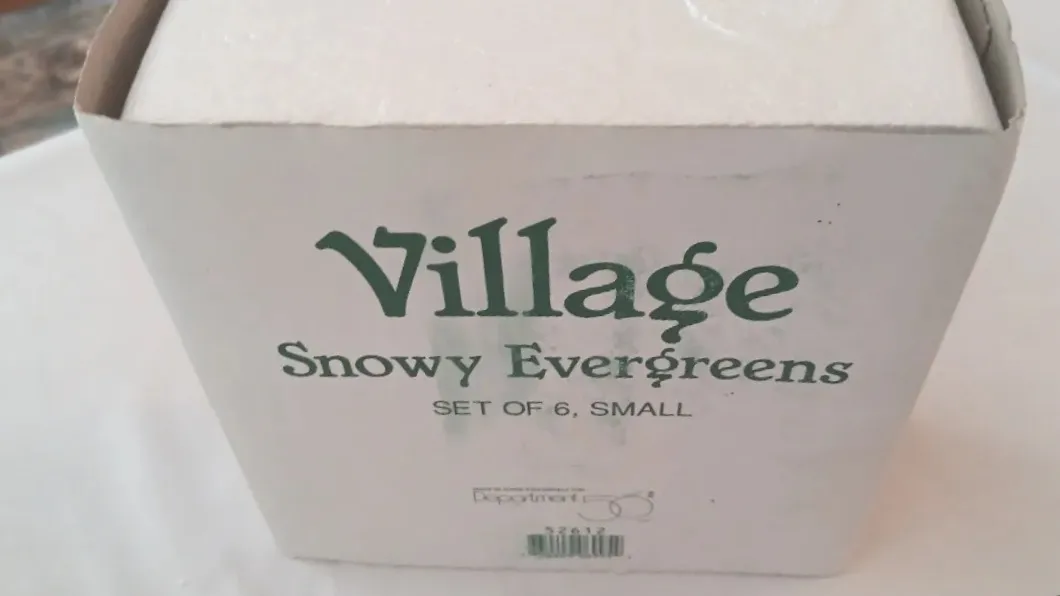 Village
Snowy Evergreens
SET OF 6, SMALL
Department 56
52612